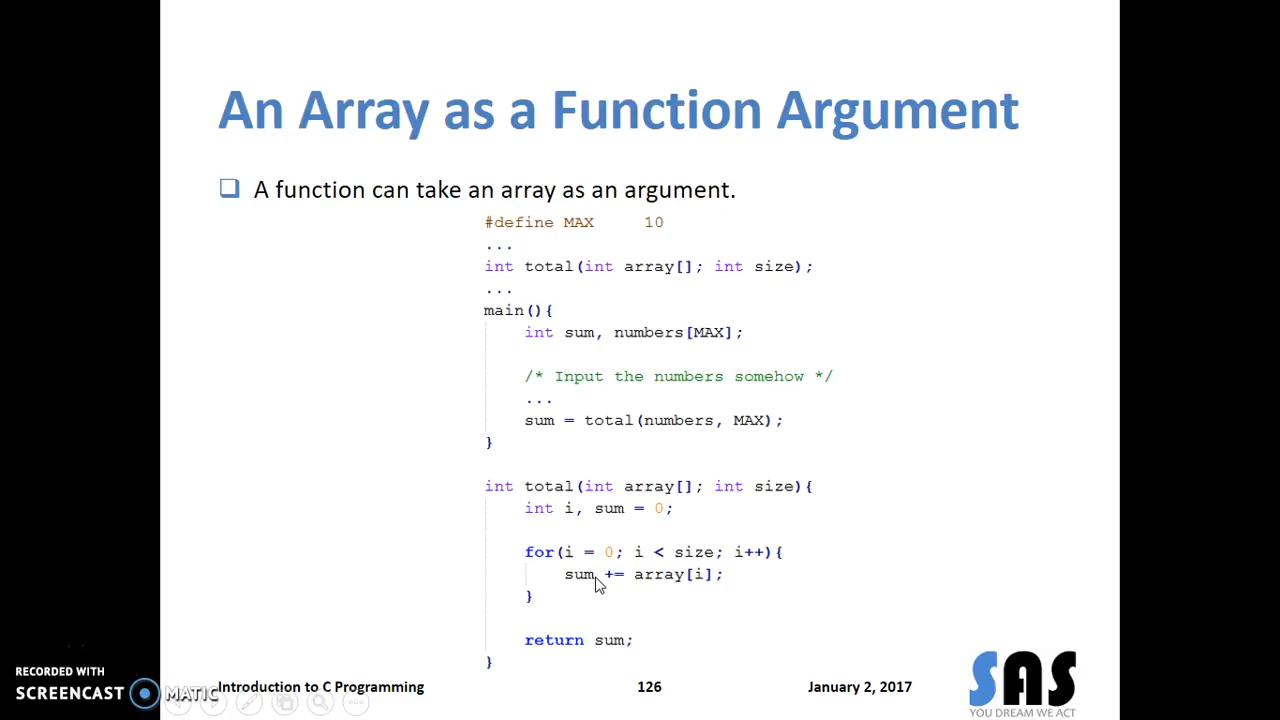 An Array as a Function Argument
❑ A function can take an array as an argument.
#define MAX     10
...
int total(int array[]; int size);
...
main(){
    int sum, numbers[MAX];
    /* Input the numbers somehow */
    ...
    sum = total(numbers, MAX);
}
int total(int array[]; int size){
    int i, sum = 0;
    for(i = 0; i < size; i++){
        sum += array[i];
    }
    return sum;
}
RECORDED WITH
SCREENCAST MATIC
Introduction to C Programming
126
January 2, 2017
SAS
YOU DREAM WE ACT